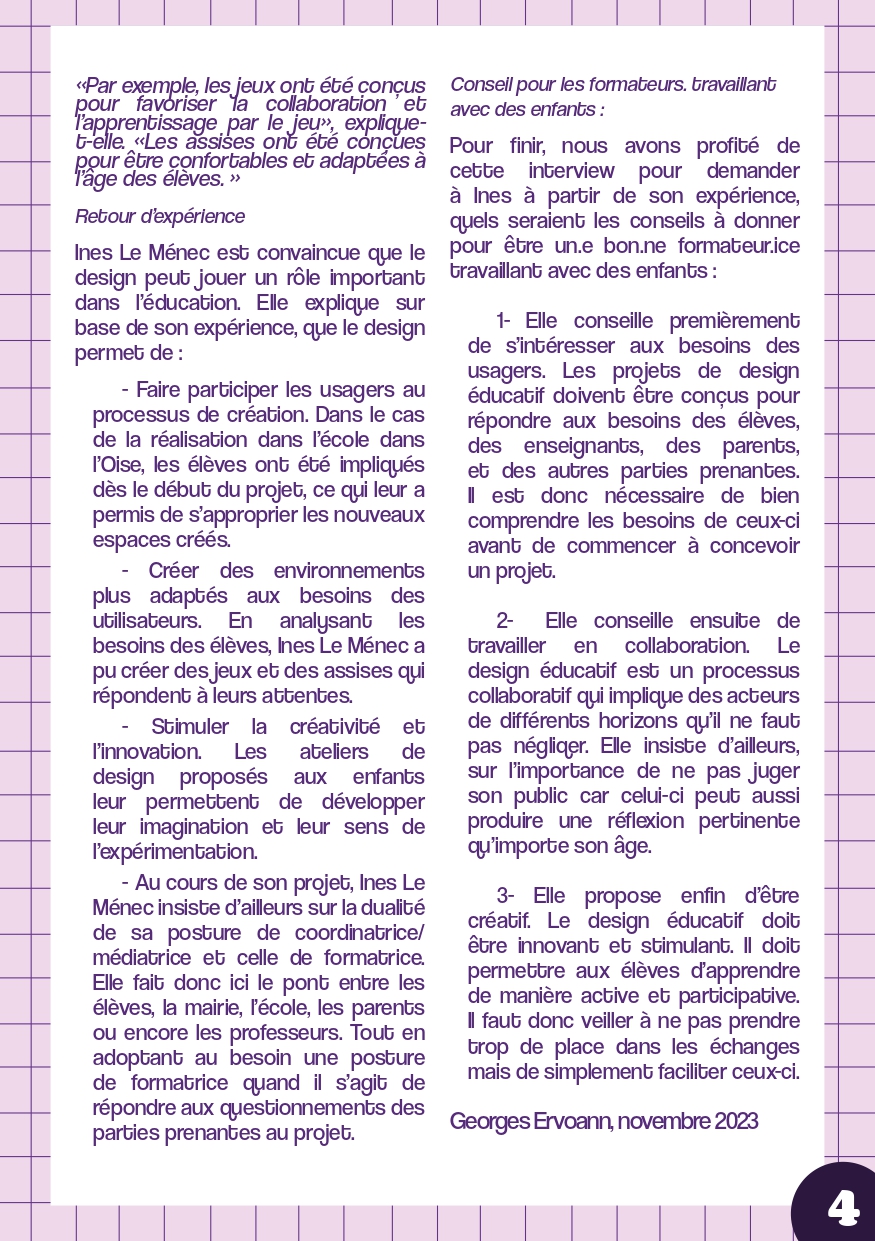 ‹‹Par exemple, les jeux ont été conçus
pour favoriser la collaboration et
l'apprentissage par le jeu››, explique-
t-elle. ‹‹Les assises ont été conçues
pour être confortables et adaptées à
l'âge des élèves. ››
Retour d'expérience
Ines Le Ménec est convaincue que le
design peut jouer un rôle important
dans l'éducation. Elle explique sur
base de son expérience, que le design
permet de :
- Faire participer les usagers au
processus de création. Dans le cas
de la réalisation dans l'école dans
l'Oise, les élèves ont été impliqués
dès le début du projet, ce qui leur a
permis de s'approprier les nouveaux
espaces créés.
- Créer des environnements
plus adaptés aux besoins des
utilisateurs. En analysant les
besoins des élèves, Ines Le Ménec a
pu créer des jeux et des assises qui
répondent à leurs attentes.
- Stimuler la créativité et
l'innovation. Les ateliers de
design proposés aux enfants
leur permettent de développer
leur imagination et leur sens de
l'expérimentation.
- Au cours de son projet, Ines Le
Ménec insiste d'ailleurs sur la dualité
de sa posture de coordinatrice/
médiatrice et celle de formatrice.
Elle fait donc ici le pont entre les
élèves, la mairie, l'école, les parents
ou encore les professeurs. Tout en
adoptant au besoin une posture
de formatrice quand il s'agit de
répondre aux questionnements des
parties prenantes au projet.
Conseil pour les formateurs. travaillant
avec des enfants :
Pour finir, nous avons profité de
cette interview pour demander
à Ines à partir de son expérience,
quels seraient les conseils à donner
pour être un.e bon.ne formateur.ice
travaillant avec des enfants :
1- Elle conseille premièrement
de s'intéresser aux besoins des
usagers. Les projets de design
éducatif doivent être conçus pour
répondre aux besoins des élèves,
des enseignants, des parents,
et des autres parties prenantes.
Il est donc nécessaire de bien
comprendre les besoins de ceux-ci
avant de commencer à concevoir
un projet.
2- Elle conseille ensuite de
travailler en collaboration. Le
design éducatif est un processus
collaboratif qui implique des acteurs
de différents horizons qu'il ne faut
pas négliger. Elle insiste d'ailleurs,
sur l'importance de ne pas juger
son public car celui-ci peut aussi
produire une réflexion pertinente
qu'importe son âge.
3- Elle propose enfin d'être
créatif. Le design éducatif doit
être innovant et stimulant. Il doit
permettre aux élèves d'apprendre
de manière active et participative.
Il faut donc veiller à ne pas prendre
trop de place dans les échanges
mais de simplement faciliter ceux-ci.
Georges Ervoann, novembre 2023
4